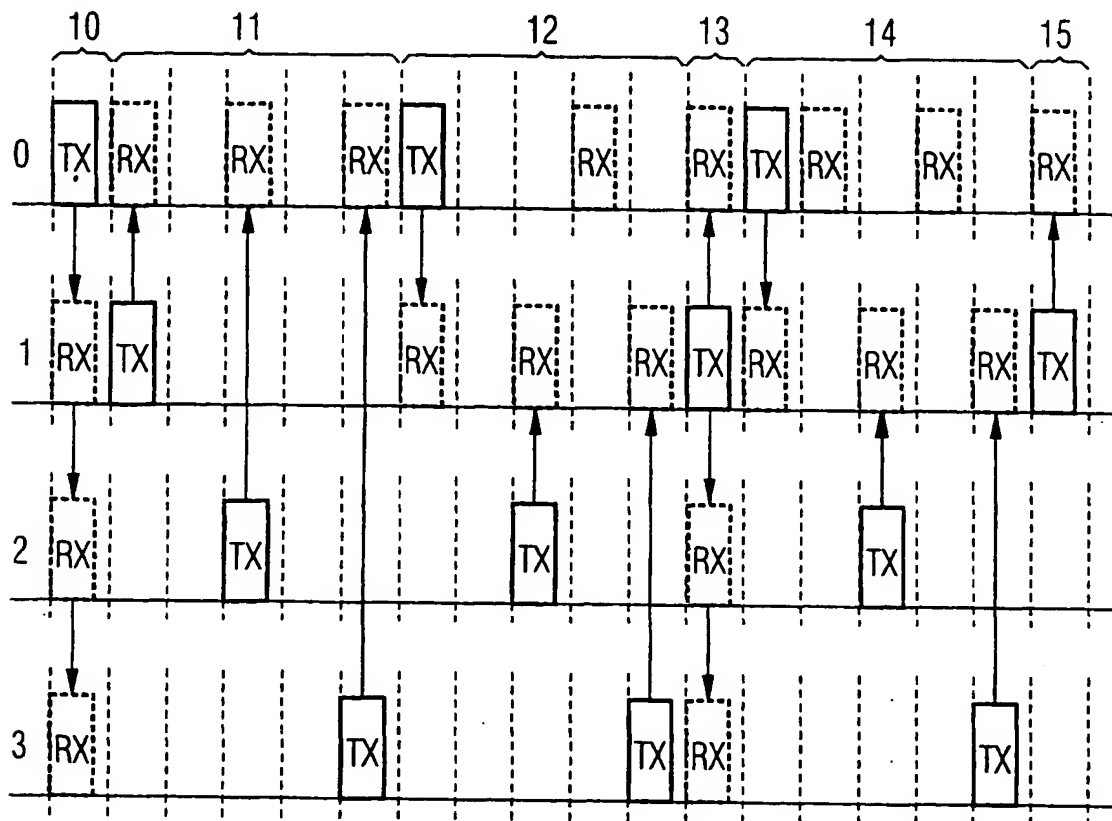 10 11 12 13 14 15
0 TX RX RX RX TX RX RX TX RX RX RX
1 RX TX RX RX RX TX RX RX RX TX
2 RX TX TX RX TX
3 RX TX TX RX TX